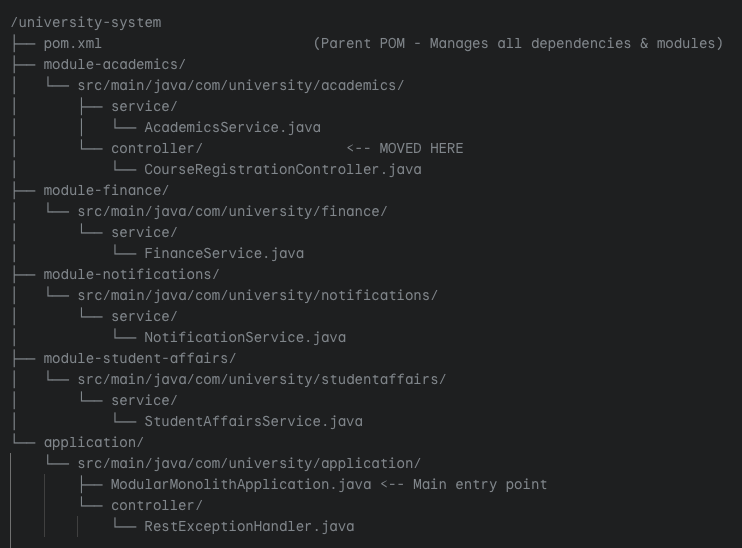 /university-system
├── pom.xml                         (Parent POM - Manages all dependencies & modules)
├── module-academics/
│   └── src/main/java/com/university/academics/
│       ├── service/
│       │   └── AcademicsService.java
│       └── controller/                 <-- MOVED HERE
│           └── CourseRegistrationController.java
├── module-finance/
│   └── src/main/java/com/university/finance/
│       └── service/
│           └── FinanceService.java
├── module-notifications/
│   └── src/main/java/com/university/notifications/
│       └── service/
│           └── NotificationService.java
├── module-student-affairs/
│   └── src/main/java/com/university/studentaffairs/
│       └── service/
│           └── StudentAffairsService.java
└── application/
    └── src/main/java/com/university/application/
        ├── ModularMonolithApplication.java <-- Main entry point
        └── controller/
            └── RestExceptionHandler.java